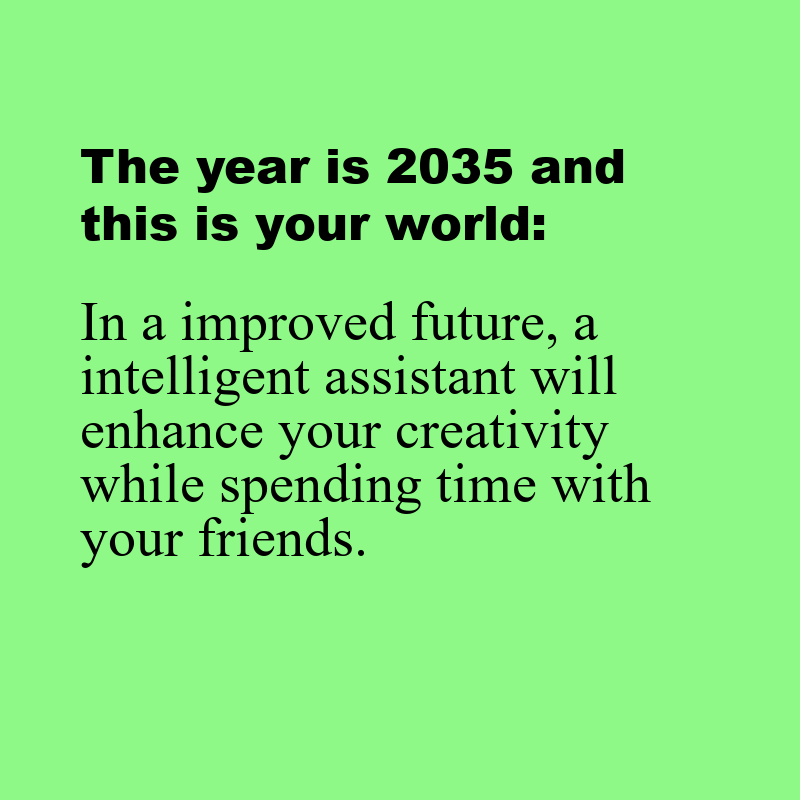 The year is 2035 and
this is your world:
In a improved future, a
intelligent assistant will
enhance your creativity
while spending time with
your friends.